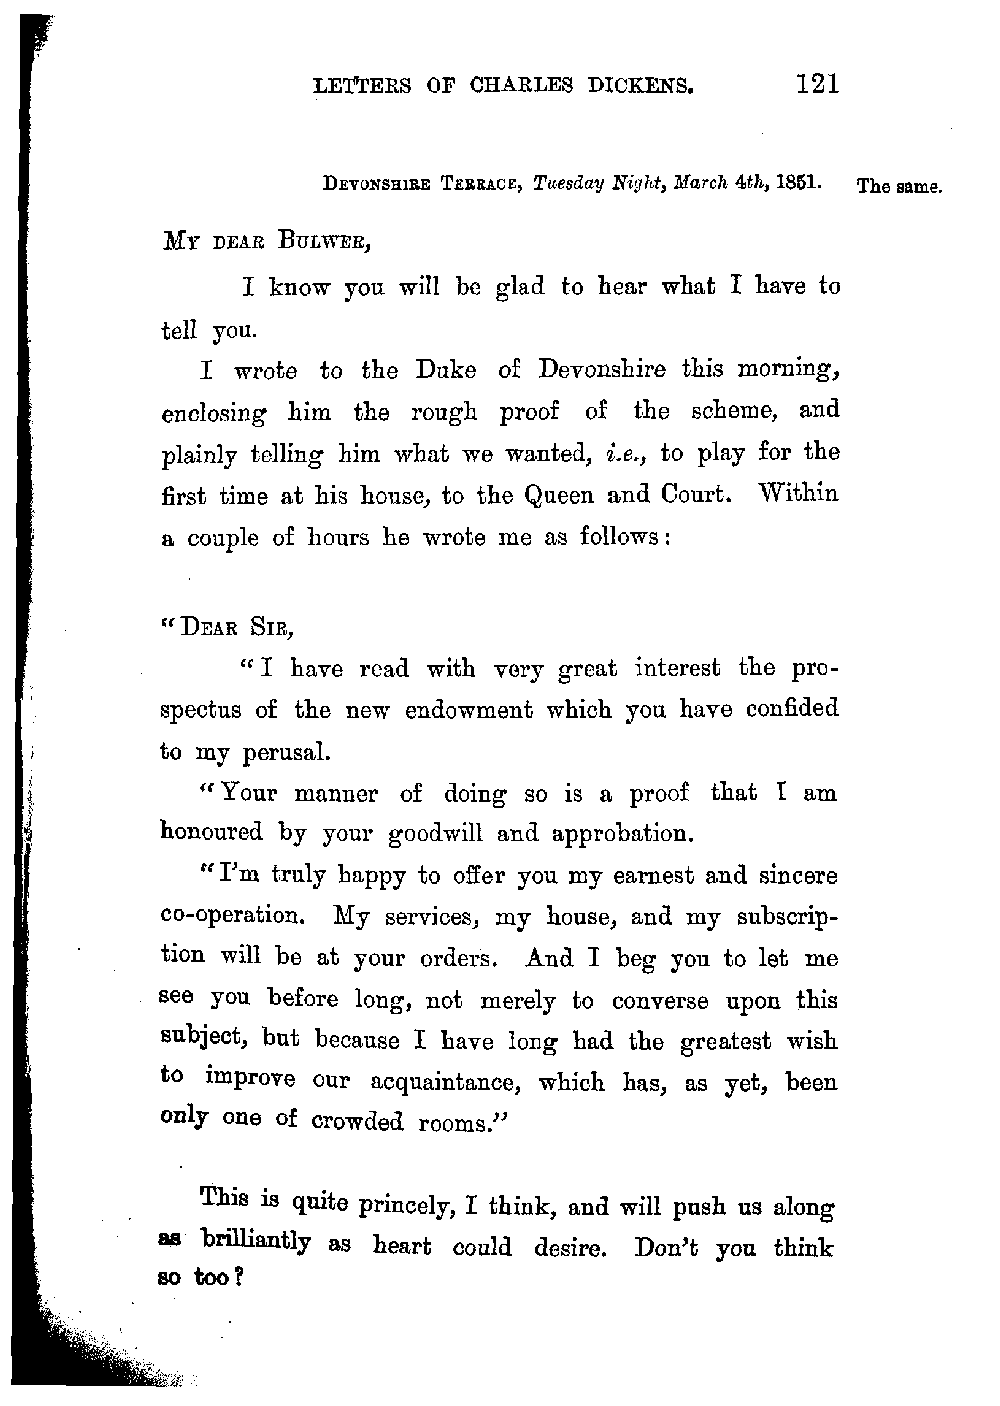 LETTERS OF CHARLES DICKENS. 121
DEVONSHIRE TERRACE, Tuesday Night, March 4th, 1851. The same.
MY DEAR BULWER,
I know you will be glad to hear what I have to
tell you.
I wrote to the Duke of Devonshire this morning,
enclosing him the rough proof of the scheme, and
plainly telling him what we wanted, i.e., to play for the
first time at his house, to the Queen and Court. Within
a couple of hours he wrote me as follows:
"DEAR SIR,
"I have read with very great interest the pro-
spectus of the new endowment which you have confided
to my perusal.
"Your manner of doing so is a proof that I am
honoured by your goodwill and approbation.
"I'm truly happy to offer you my earnest and sincere
co-operation. My services, my house, and my subscrip-
tion will be at your orders. And I beg you to let me
see you before long, not merely to converse upon this
subject, but because I have long had the greatest wish
to improve our acquaintance, which has, as yet, been
only one of crowded rooms."
This is quite princely, I think, and will push us along
as brilliantly as heart could desire. Don't you think
so too?